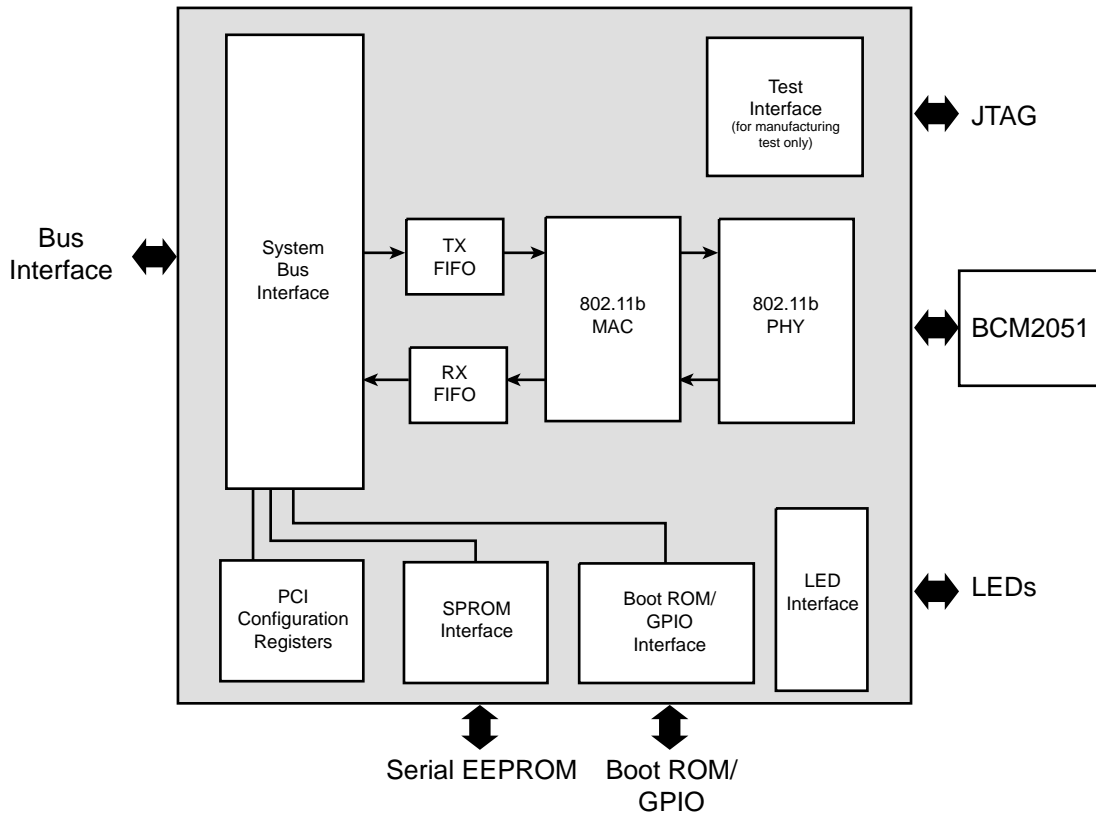 Test
Interface
(for manufacturing
test only)
JTAG
Bus
Interface
System
Bus
Interface
TX
FIFO
802.11b
MAC
802.11b
PHY
BCM2051
RX
FIFO
PCI
Configuration
Registers
SPROM
Interface
Boot ROM/
GPIO
Interface
LED
Interface
LEDs
Serial EEPROM
Boot ROM/
GPIO